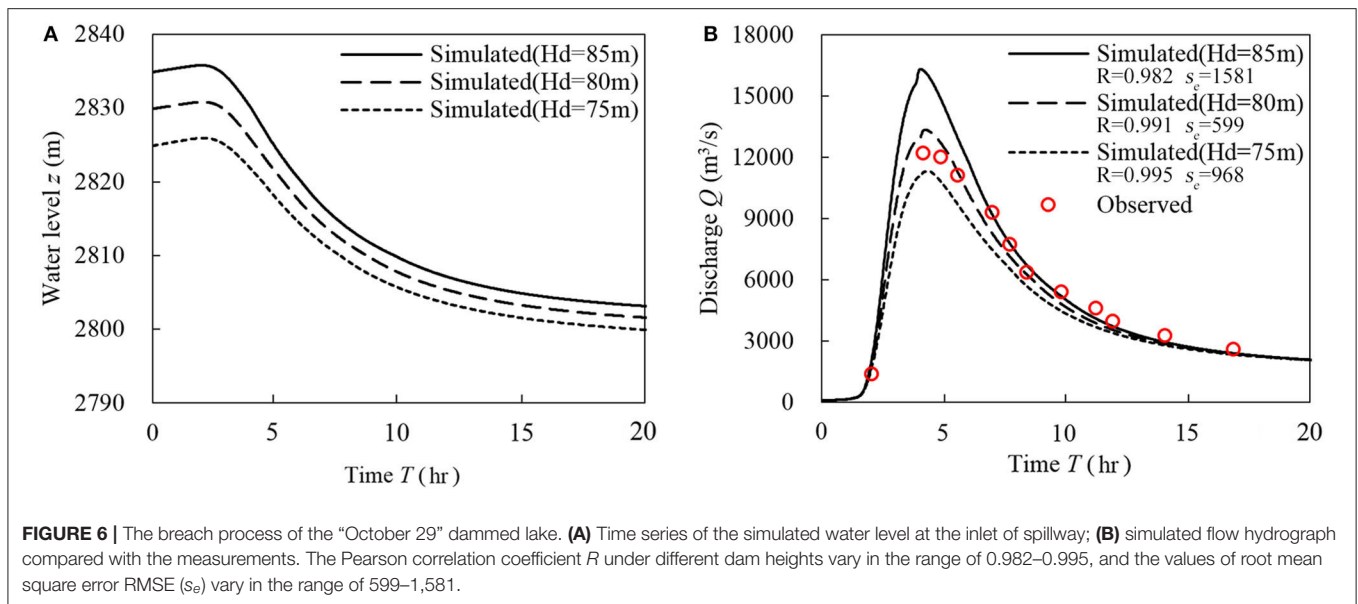 A
2840
2830
2820
2810
2800
2790
Water level z (m)
Simulated(Hd=85m)
Simulated(Hd=80m)
Simulated(Hd=75m)
0 5 10 15 20
Time T (hr)
B
18000
15000
12000
9000
6000
3000
0
Discharge Q (m³/s)
Simulated(Hd=85m)
R=0.982 sₑ=1581
Simulated(Hd=80m)
R=0.991 sₑ=599
Simulated(Hd=75m)
R=0.995 sₑ=968
Observed
0 5 10 15 20
Time T (hr)
FIGURE 6 | The breach process of the “October 29” dammed lake. (A) Time series of the simulated water level at the inlet of spillway; (B) simulated flow hydrograph
compared with the measurements. The Pearson correlation coefficient R under different dam heights vary in the range of 0.982–0.995, and the values of root mean
square error RMSE (sₑ) vary in the range of 599–1,581.